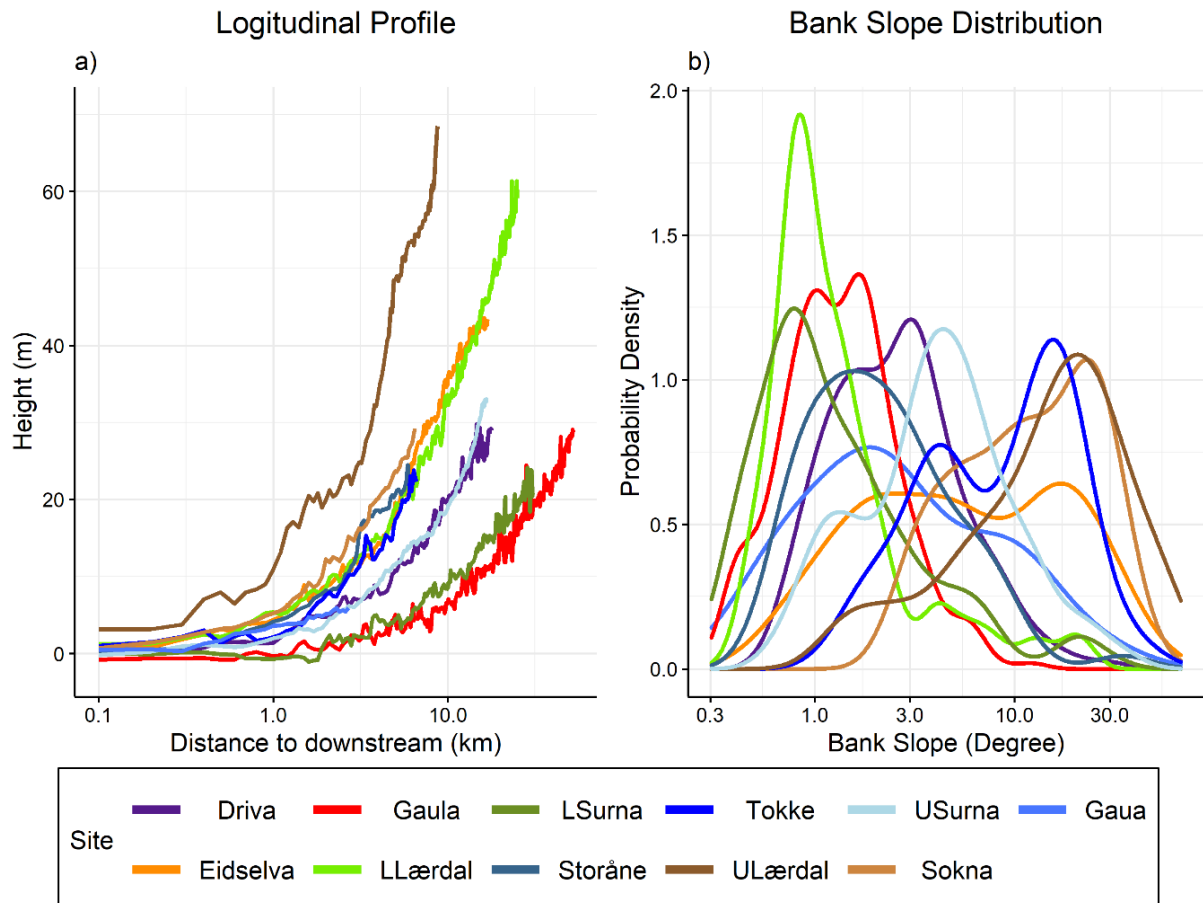 Logitudinal Profile
Bank Slope Distribution
a)
b)
Height (m)
60
40
20
0
0.1 1.0 10.0
Distance to downstream (km)
Probability Density
2.0
1.5
1.0
0.5
0.0
0.3 1.0 3.0 10.0 30.0
Bank Slope (Degree)
Site
Driva Gaula LSurna Tokke USurna Gaua
Eidselva LLærdal Storåne ULærdal Sokna